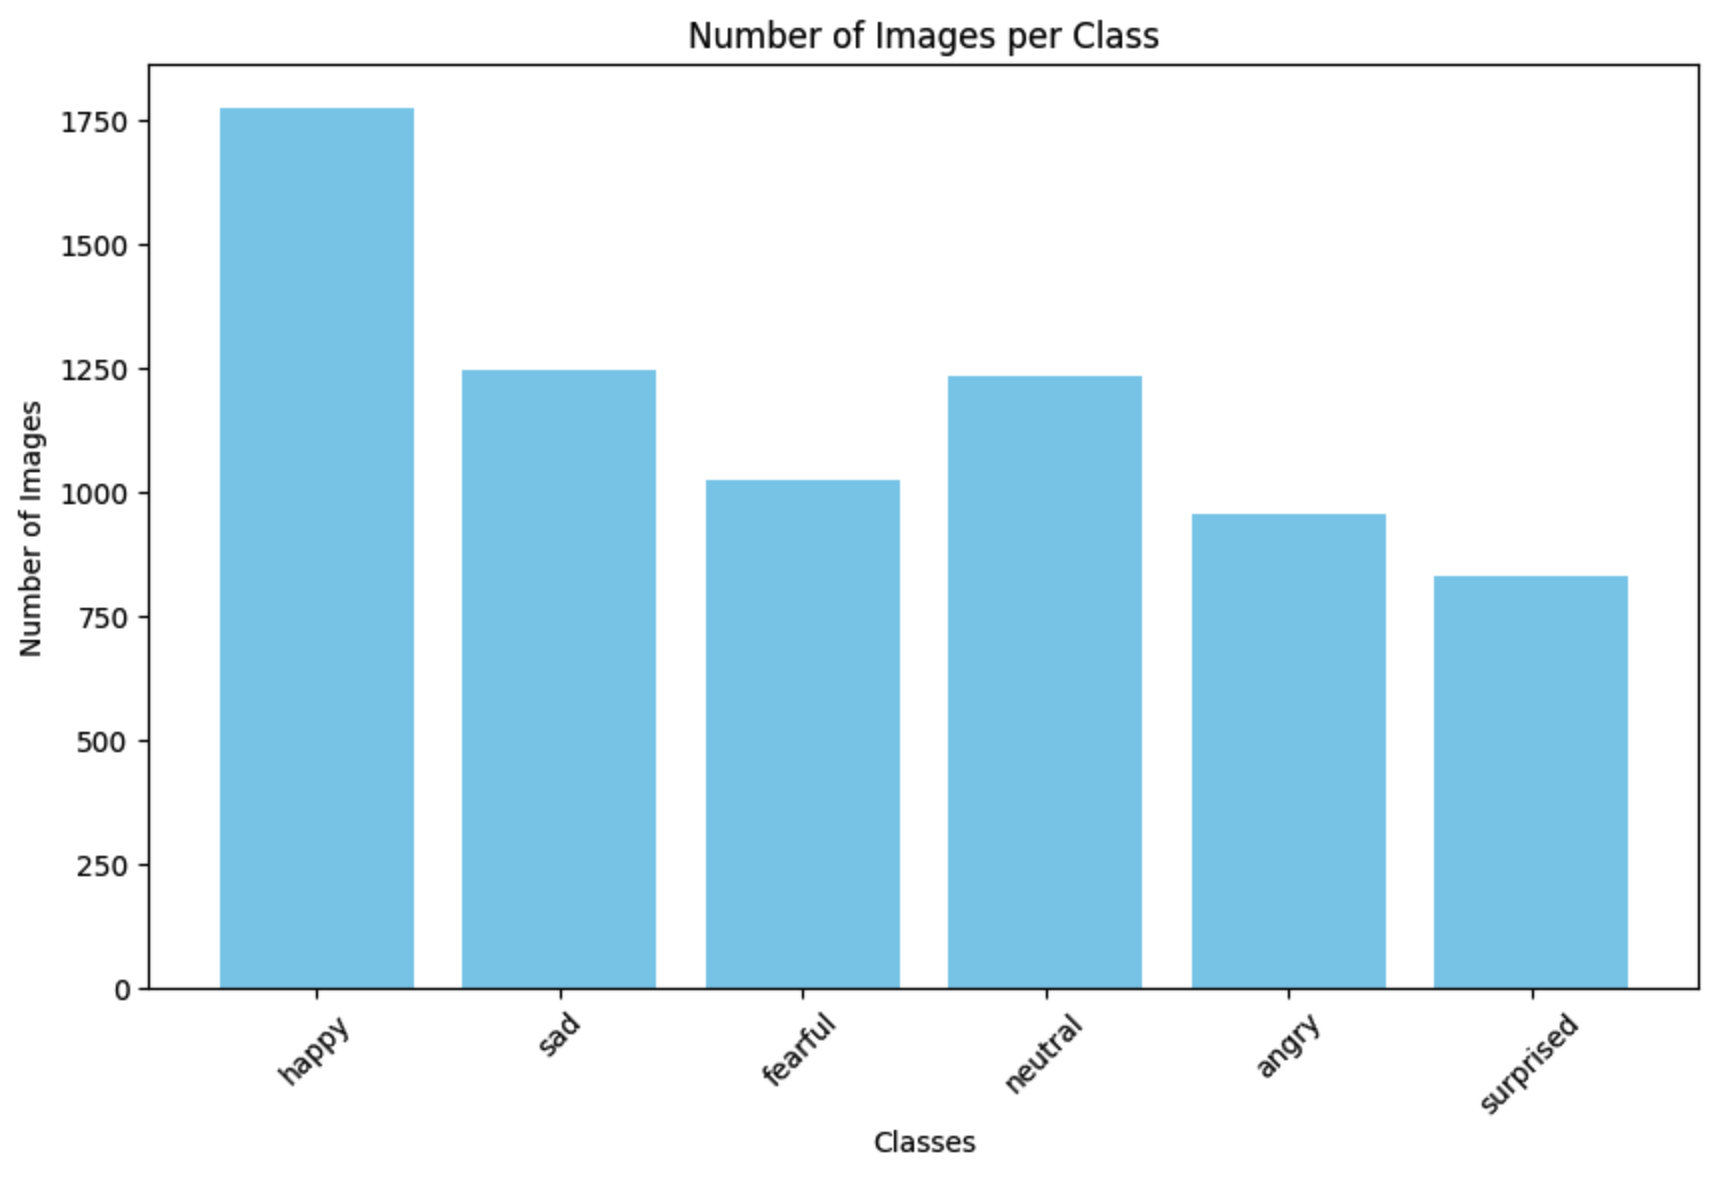 Number of Images per Class
Number of Images
1750
1500
1250
1000
750
500
250
0
happy
sad
fearful
neutral
angry
surprised
Classes